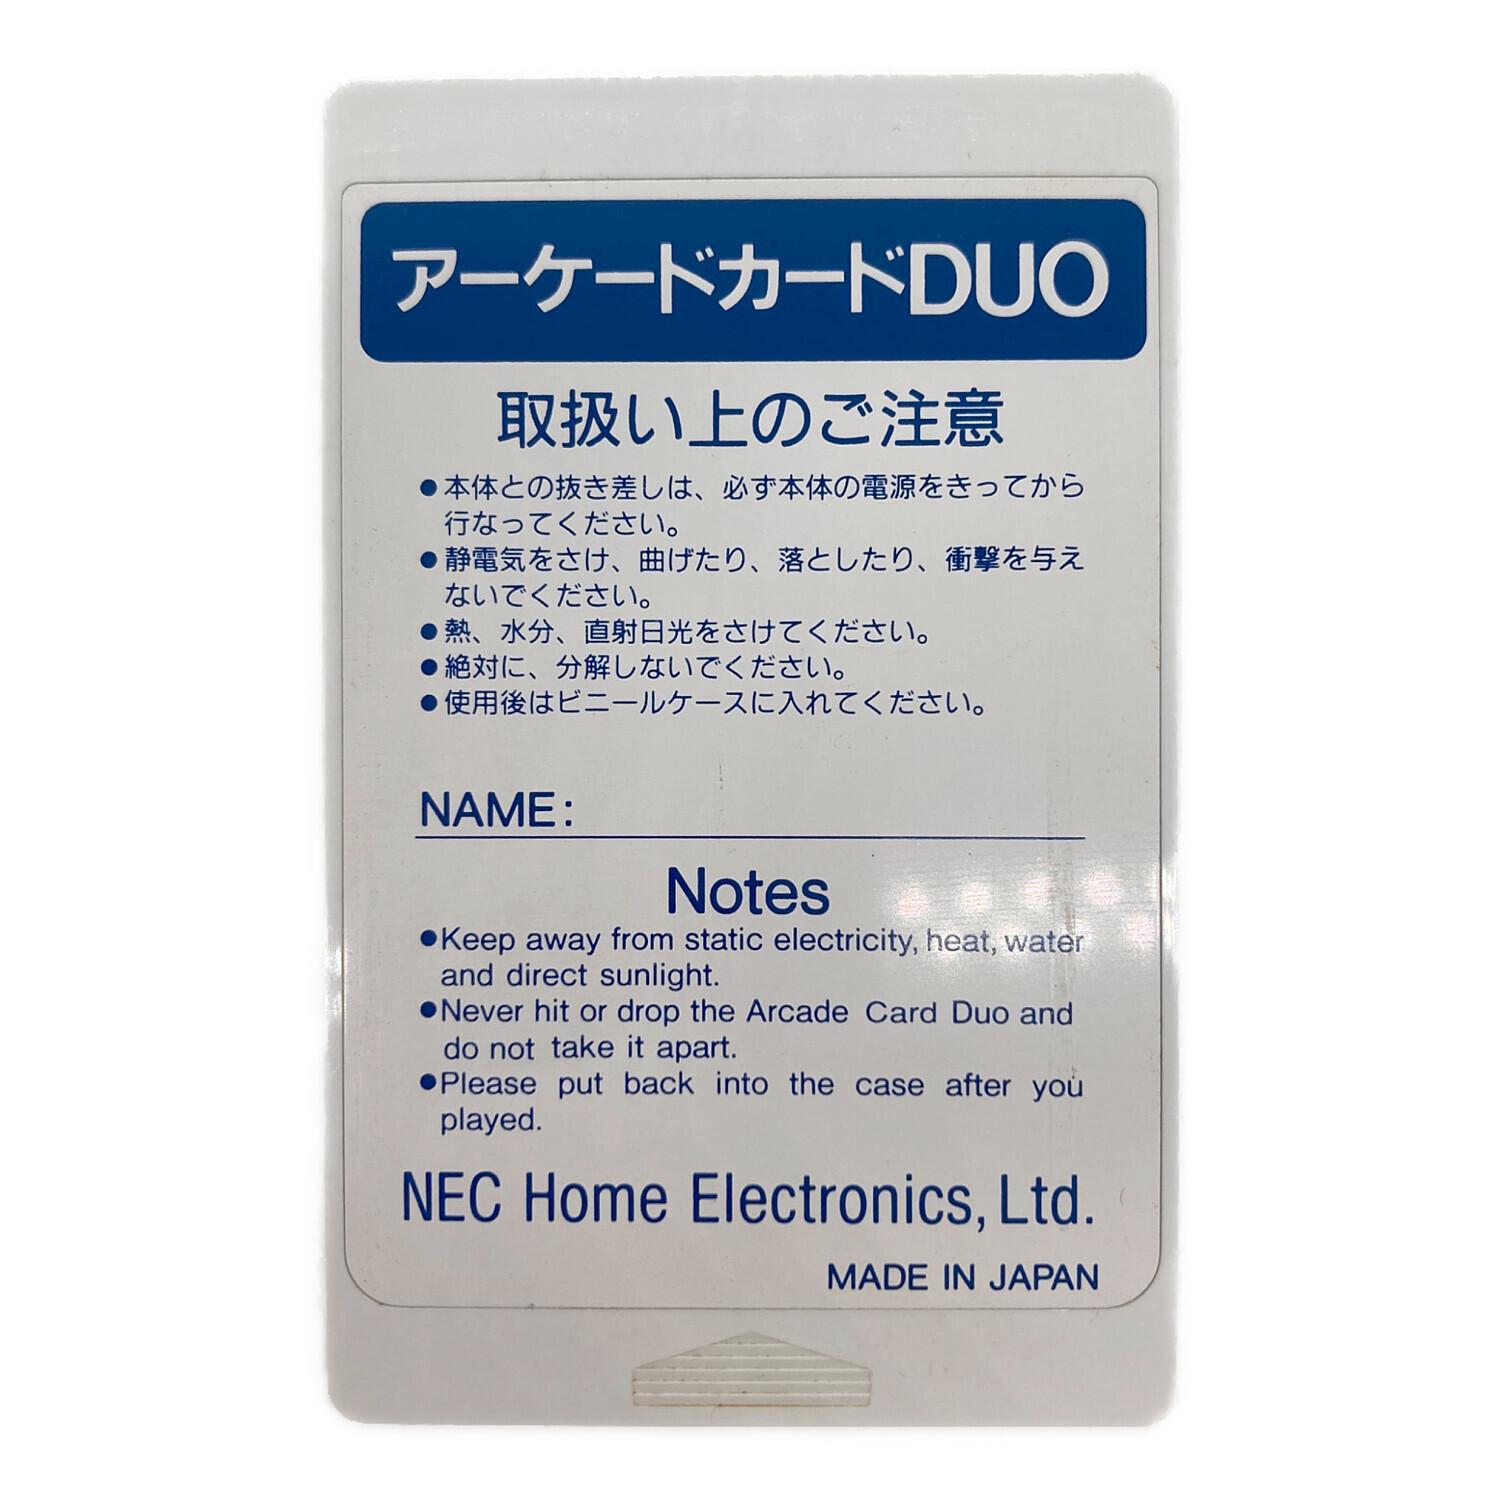 アーケードカードDUO
取扱い上のご注意
●本体との抜き差しは、必ず本体の電源をきってから
行なってください。
●静電気をさけ、曲げたり、落としたり、衝撃を与え
ないでください。
●熱、水分、直射日光をさけてください。
●絶対に、分解しないでください。
●使用後はビニールケースに入れてください。
NAME:
Notes
●Keep away from static electricity, heat, water
and direct sunlight.
●Never hit or drop the Arcade Card Duo and
do not take it apart.
●Please put back into the case after you
played.
NEC Home Electronics, Ltd.
MADE IN JAPAN